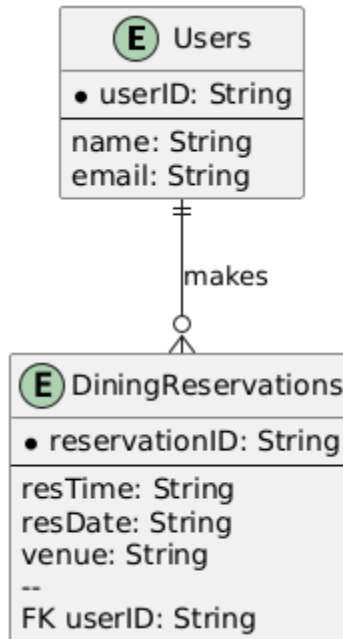 E Users
• userID: String
name: String
email: String
makes
E DiningReservations
• reservationID: String
resTime: String
resDate: String
venue: String
--
FK userID: String